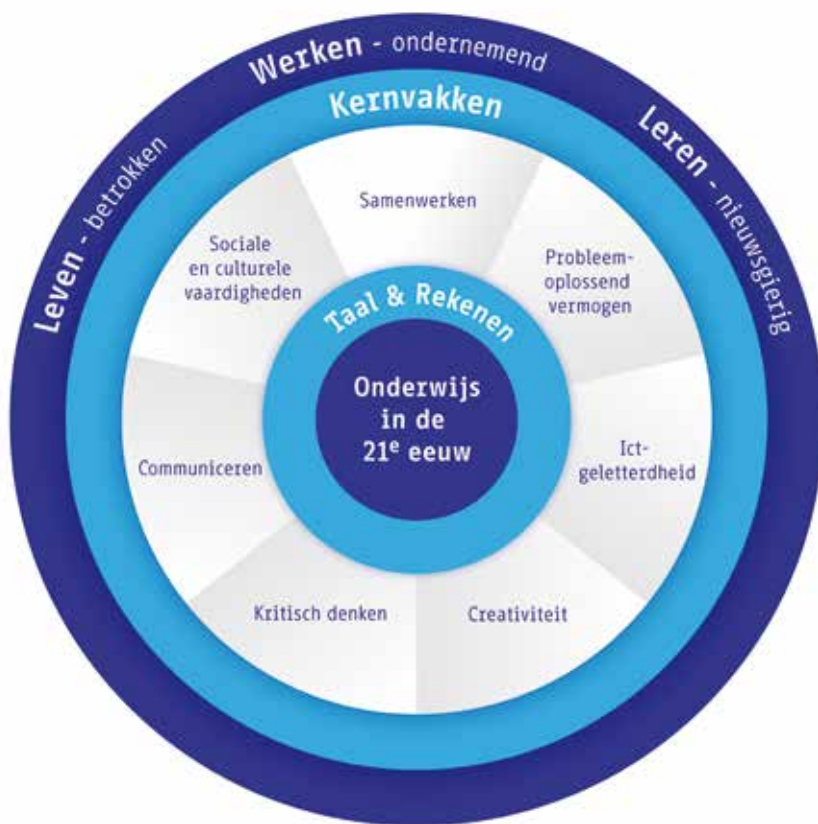 Werken - ondernemend
Leven - betrokken
Leren - nieuwsgierig
Kernvakken
Samenwerken
Probleem-
oplossend
vermogen
Ict-
geletterdheid
Creativiteit
Kritisch denken
Communiceren
Sociale
en culturele
vaardigheden
Taal & Rekenen
Onderwijs
in de
21e eeuw